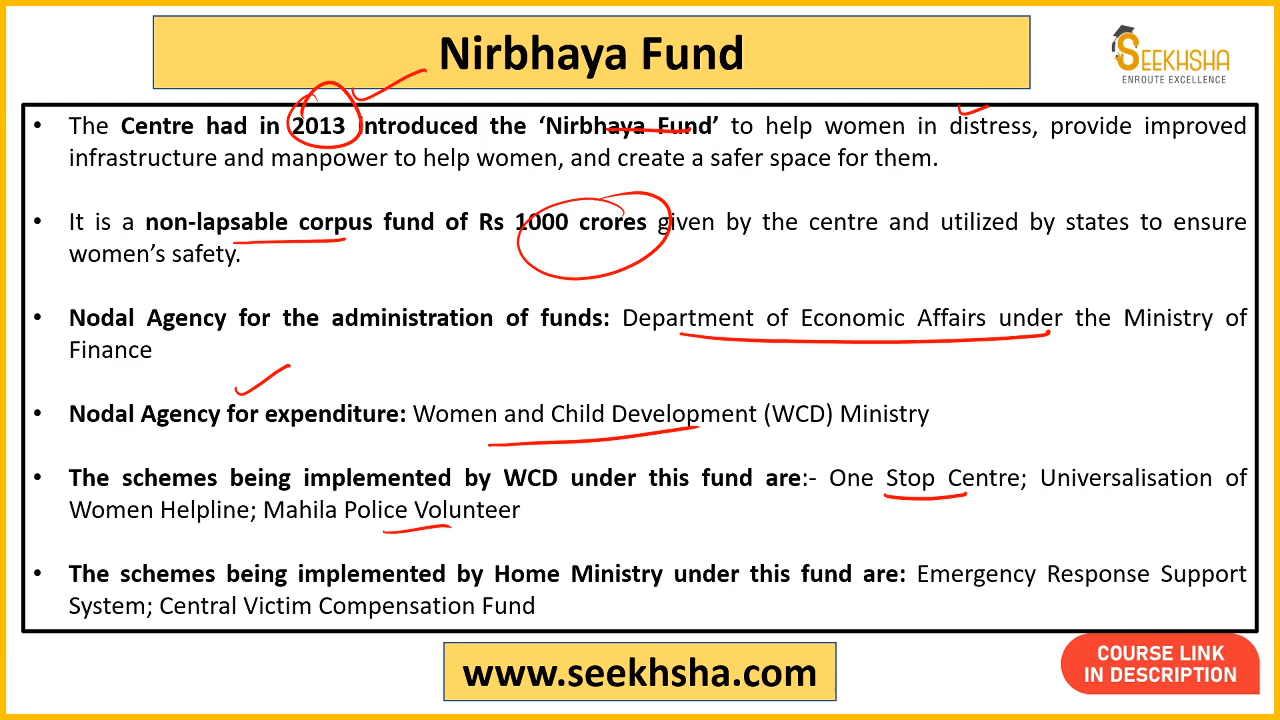 Nirbhaya Fund
SEEKHSHA
ENROUTE EXCELLENCE
• The Centre had in 2013 introduced the ‘Nirbhaya Fund’ to help women in distress, provide improved
infrastructure and manpower to help women, and create a safer space for them.
• It is a non-lapsable corpus fund of Rs 1000 crores given by the centre and utilized by states to ensure
women’s safety.
• Nodal Agency for the administration of funds: Department of Economic Affairs under the Ministry of
Finance
• Nodal Agency for expenditure: Women and Child Development (WCD) Ministry
• The schemes being implemented by WCD under this fund are:- One Stop Centre; Universalisation of
Women Helpline; Mahila Police Volunteer
• The schemes being implemented by Home Ministry under this fund are: Emergency Response Support
System; Central Victim Compensation Fund
www.seekhsha.com
COURSE LINK
IN DESCRIPTION